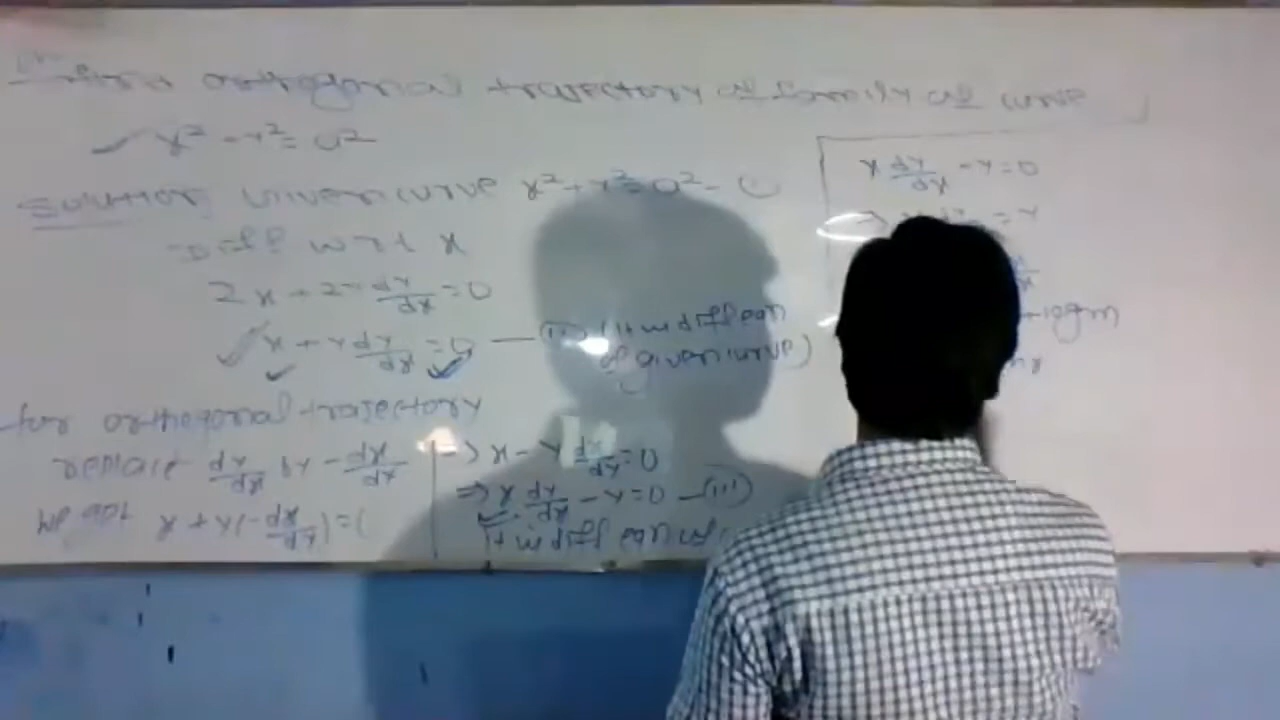 find orthogonal trajectory of family of curve
x² + y² = a²
Solution: Given curve x² + y² = a² - (i)
Diff w r t x
2x + 2y dy/dx = 0
x + y dy/dx = 0 — (ii) (it is diff eqn
of given curve)
for orthogonal trajectory
replace dy/dx by - dx/dy
we get x + y(-dx/dy) = 0
=> x - y dx/dy = 0
=> x dy/dx - y = 0 - (iii)
it is diff eqn of
x dy/dx - y = 0
=> = y
+ log m